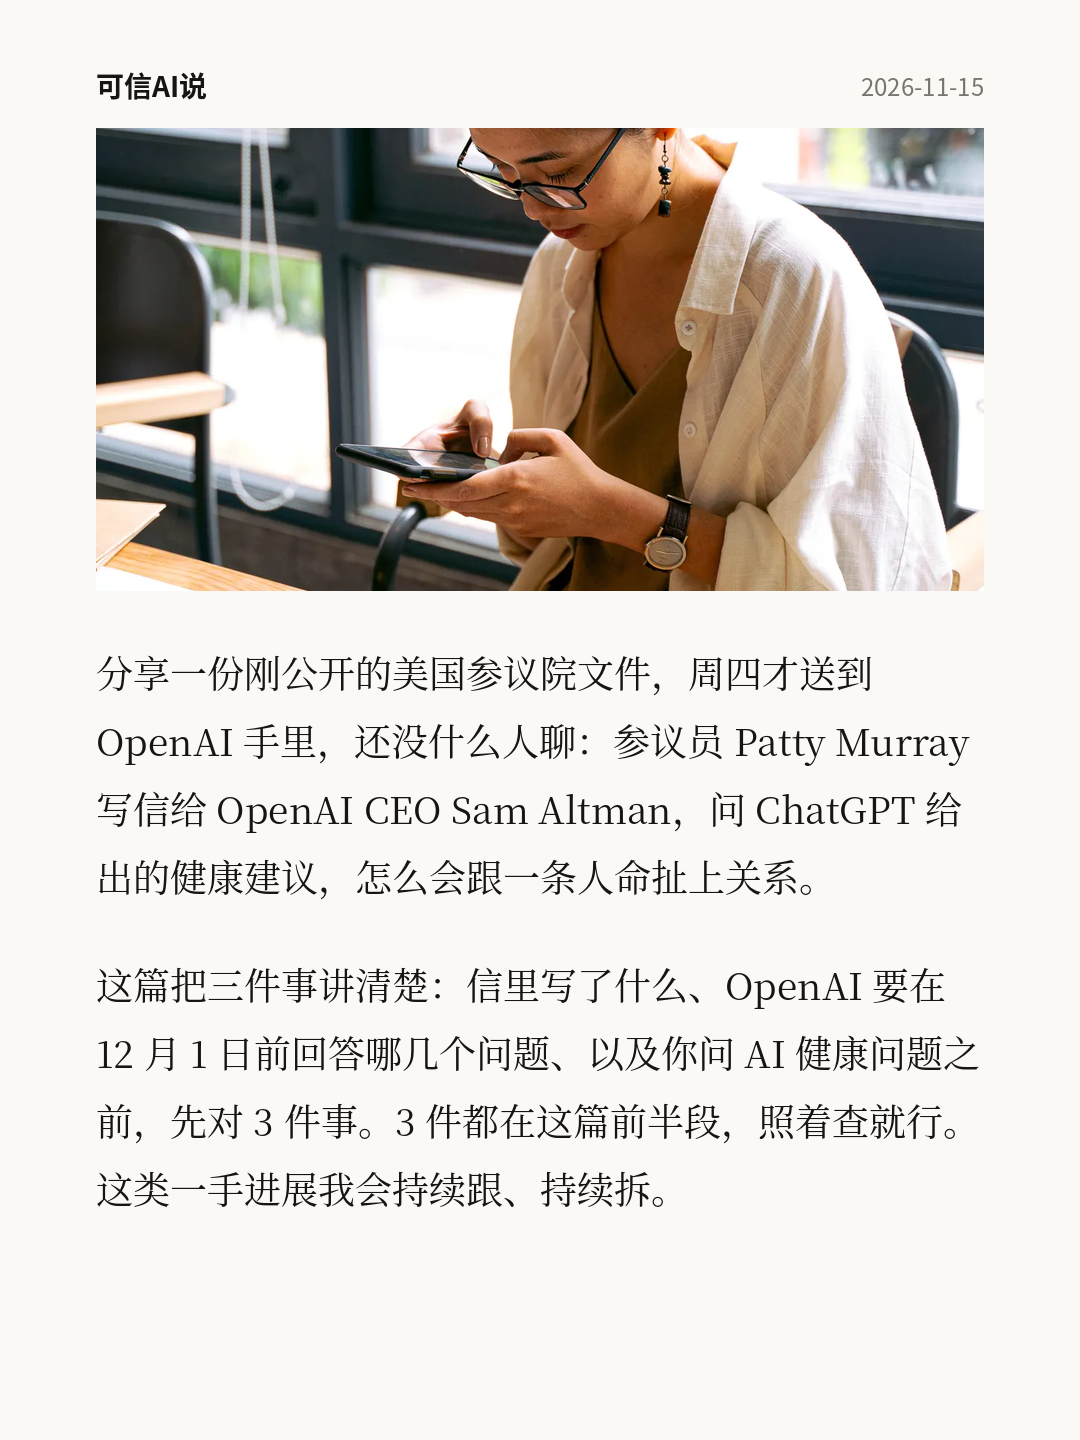 可信AI说
2026-11-15
分享一份刚公开的美国参议院文件，周四才送到
OpenAI 手里，还没什么人聊：参议员 Patty Murray
写信给 OpenAI CEO Sam Altman，问 ChatGPT 给
出的健康建议，怎么会跟一条人命扯上关系。
这篇把三件事讲清楚：信里写了什么、OpenAI 要在
12 月 1 日前回答哪几个问题、以及你问 AI 健康问题之
前，先对 3 件事。3 件都在这篇前半段，照着查就行。
这类一手进展我会持续跟、持续拆。